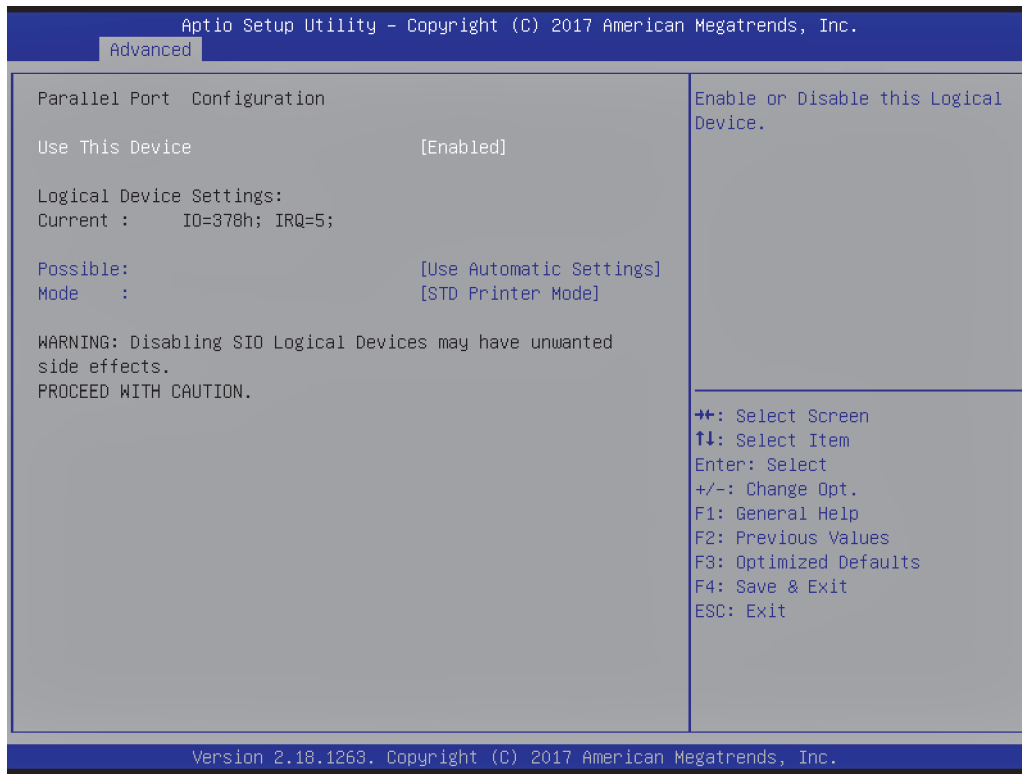 Aptio Setup Utility – Copyright (C) 2017 American Megatrends, Inc.
Advanced
Parallel Port Configuration
Use This Device [Enabled]
Logical Device Settings:
Current : IO=378h; IRQ=5;
Possible: [Use Automatic Settings]
Mode : [STD Printer Mode]
WARNING: Disabling SIO Logical Devices may have unwanted
side effects.
PROCEED WITH CAUTION.
Enable or Disable this Logical
Device.
→←: Select Screen
↑↓: Select Item
Enter: Select
+/-: Change Opt.
F1: General Help
F2: Previous Values
F3: Optimized Defaults
F4: Save & Exit
ESC: Exit
Version 2.18.1263. Copyright (C) 2017 American Megatrends, Inc.